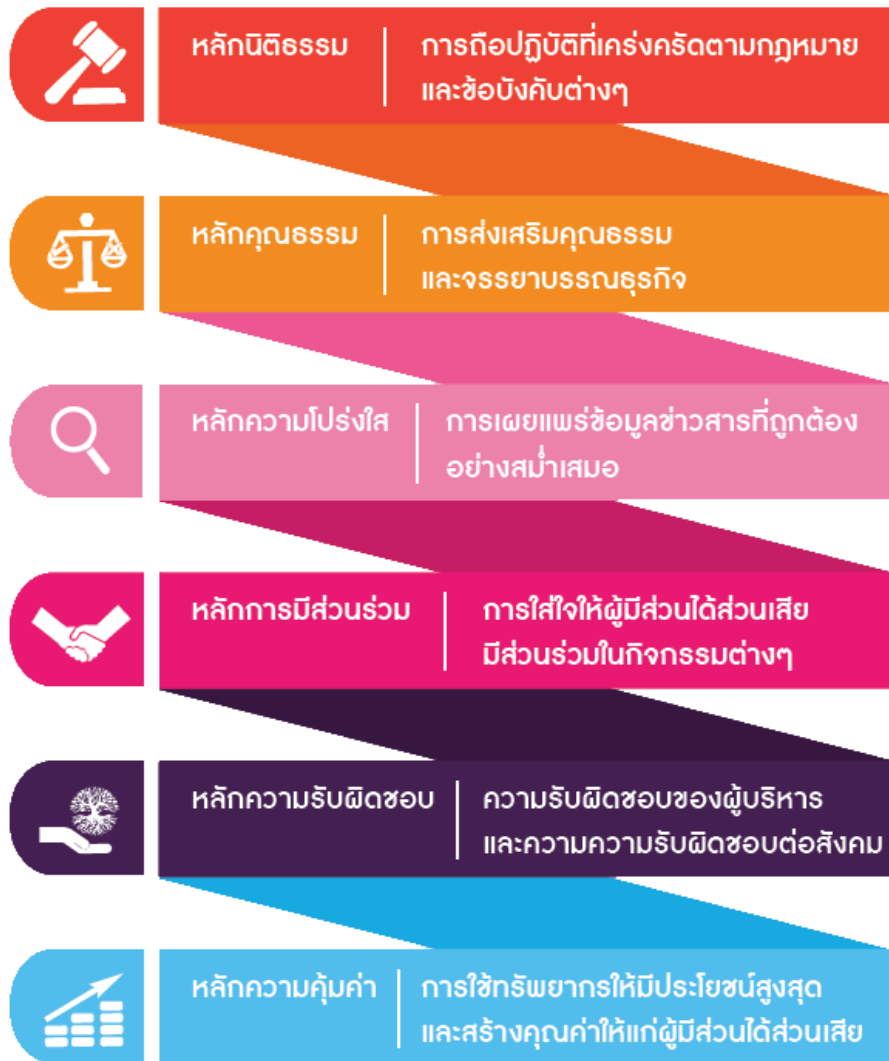 หลักนิติธรรม
การถือปฏิบัติที่เคร่งครัดตามกฎหมาย
และข้อบังคับต่างๆ
หลักคุณธรรม
การส่งเสริมคุณธรรม
และจรรยาบรรณธุรกิจ
หลักความโปร่งใส
การเผยแพร่ข้อมูลข่าวสารที่ถูกต้อง
อย่างสม่ำเสมอ
หลักการมีส่วนร่วม
การใส่ใจให้ผู้มีส่วนได้ส่วนเสีย
มีส่วนร่วมในกิจกรรมต่างๆ
หลักความรับผิดชอบ
ความรับผิดชอบของผู้บริหาร
และความความรับผิดชอบต่อสังคม
หลักความคุ้มค่า
การใช้ทรัพยากรให้มีประโยชน์สูงสุด
และสร้างคุณค่าให้แก่ผู้มีส่วนได้ส่วนเสีย